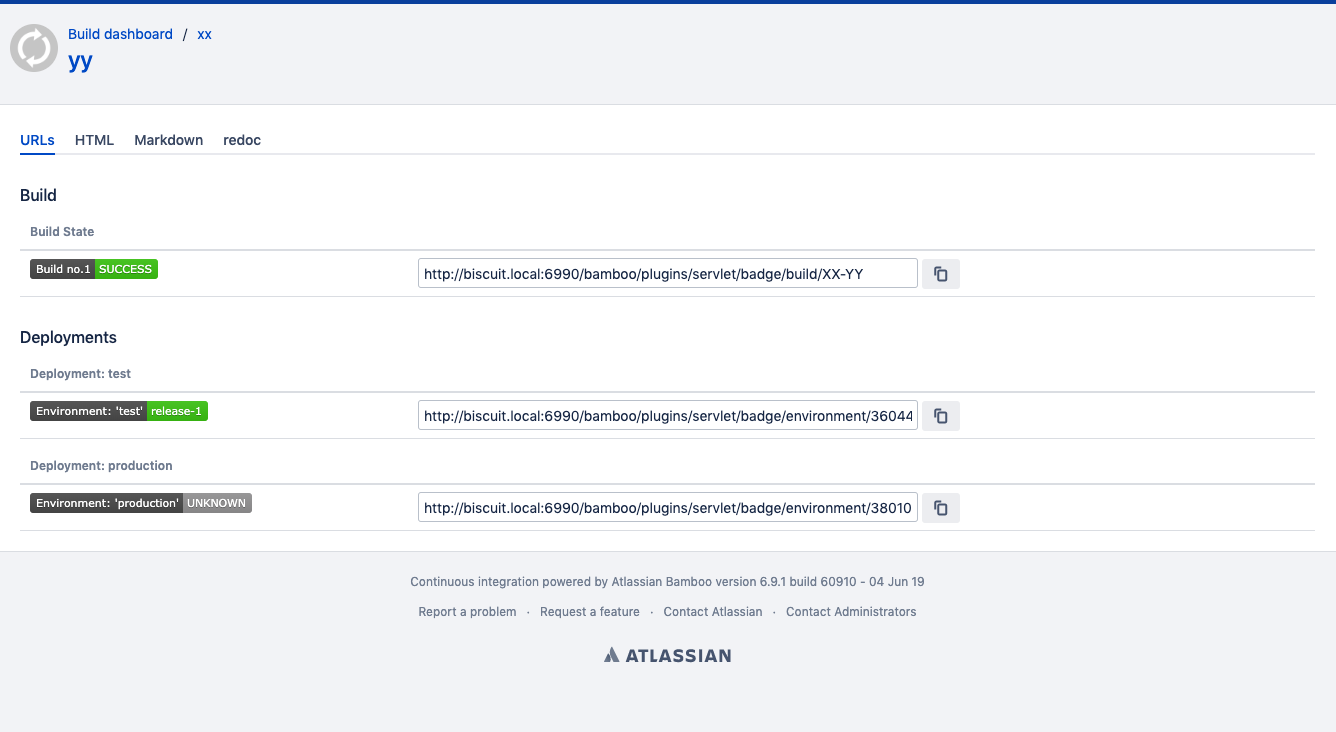 Build dashboard / xx
yy
URLs HTML Markdown redoc
Build
Build State
Build no.1 SUCCESS http://biscuit.local:6990/bamboo/plugins/servlet/badge/build/XX-YY
Deployments
Deployment: test
Environment: 'test' release-1 http://biscuit.local:6990/bamboo/plugins/servlet/badge/environment/36044
Deployment: production
Environment: 'production' UNKNOWN http://biscuit.local:6990/bamboo/plugins/servlet/badge/environment/38010
Continuous integration powered by Atlassian Bamboo version 6.9.1 build 60910 - 04 Jun 19
Report a problem · Request a feature · Contact Atlassian · Contact Administrators
ATLASSIAN